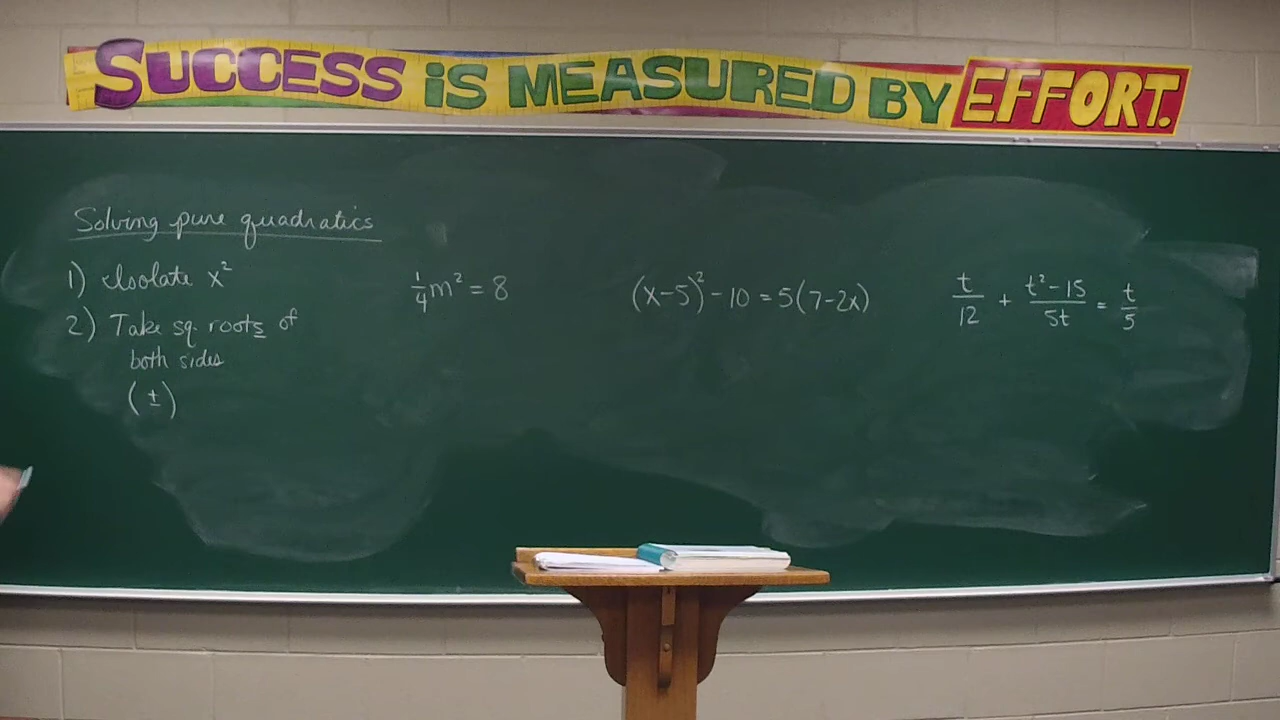 SUCCESS iS MEASURED BY EFFORT.
Solving pure quadratics
1) Isolate x²
2) Take sq. roots of
both sides
(±)
¼m² = 8
(x-5)² - 10 = 5(7-2x)
t/12 + (t²-15)/5t = t/5